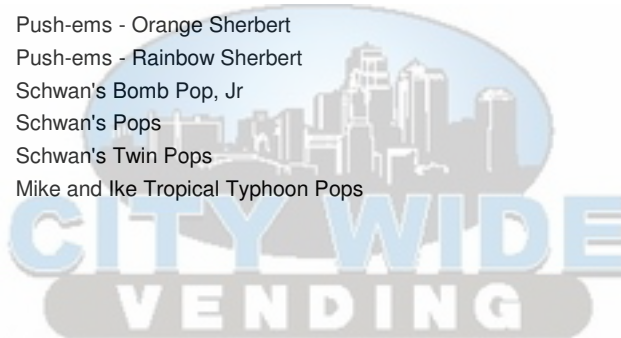 Push-ems - Orange Sherbert
Push-ems - Rainbow Sherbert
Schwan's Bomb Pop, Jr
Schwan's Pops
Schwan's Twin Pops
Mike and Ike Tropical Typhoon Pops
CITY WIDE
VENDING